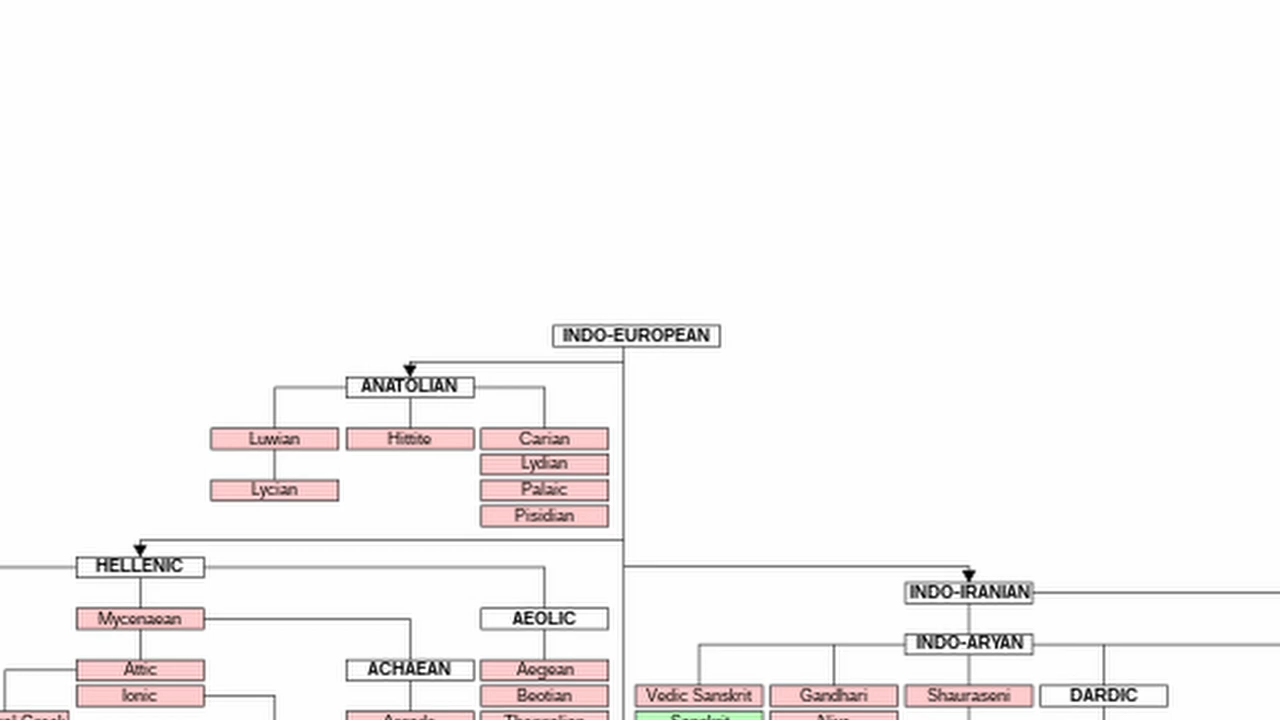 INDO-EUROPEAN
ANATOLIAN
Luwian Hittite Carian
Lydian
Lycian Palaic
Pisidian
HELLENIC
INDO-IRANIAN
Mycenaean AEOLIC
INDO-ARYAN
Attic ACHAEAN Aegean
Ionic Beotian Vedic Sanskrit Gandhari Shauraseni DARDIC
Sanskrit